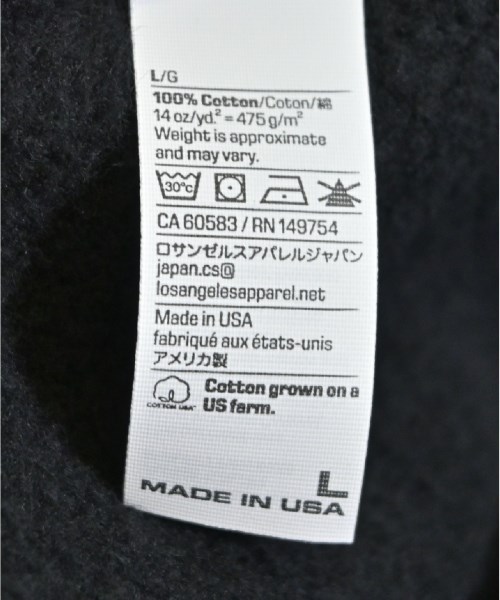 L/G
100% Cotton/Coton/綿
14 oz/yd.² = 475 g/m²
Weight is approximate
and may vary.
30°C
CA 60583 / RN 149754
ロサンゼルスアパレルジャパン
japan.cs@
losangelesapparel.net
Made in USA
fabriqué aux états-unis
アメリカ製
Cotton grown on a
US farm.
COTTON USA
L
MADE IN USA